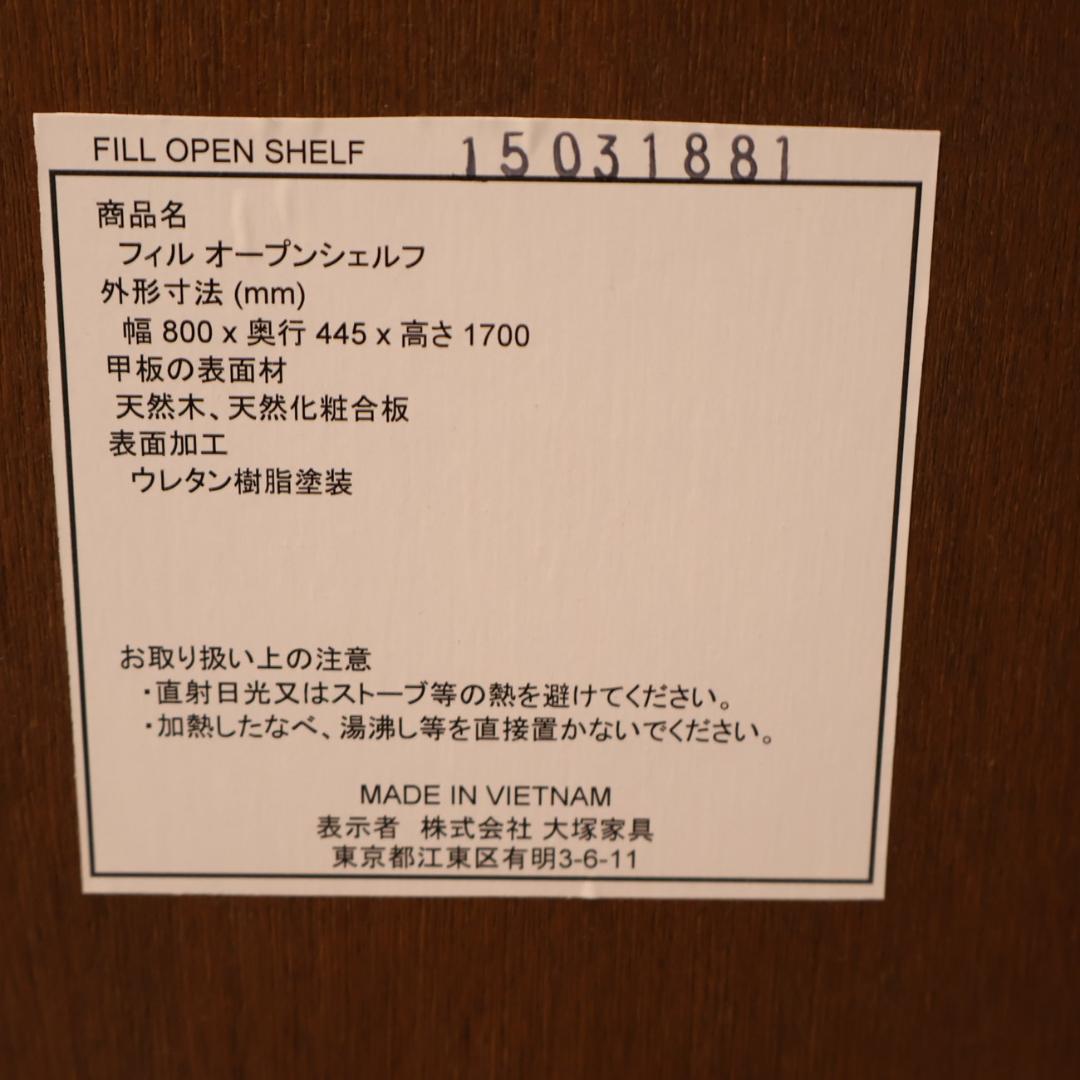 FILL OPEN SHELF 15031881
商品名
フィル オープンシェルフ
外形寸法 (mm)
幅 800 x 奥行 445 x 高さ 1700
甲板の表面材
天然木、天然化粧合板
表面加工
ウレタン樹脂塗装
お取り扱い上の注意
・直射日光又はストーブ等の熱を避けてください。
・加熱したなべ、湯沸し等を直接置かないでください。
MADE IN VIETNAM
表示者 株式会社 大塚家具
東京都江東区有明3-6-11